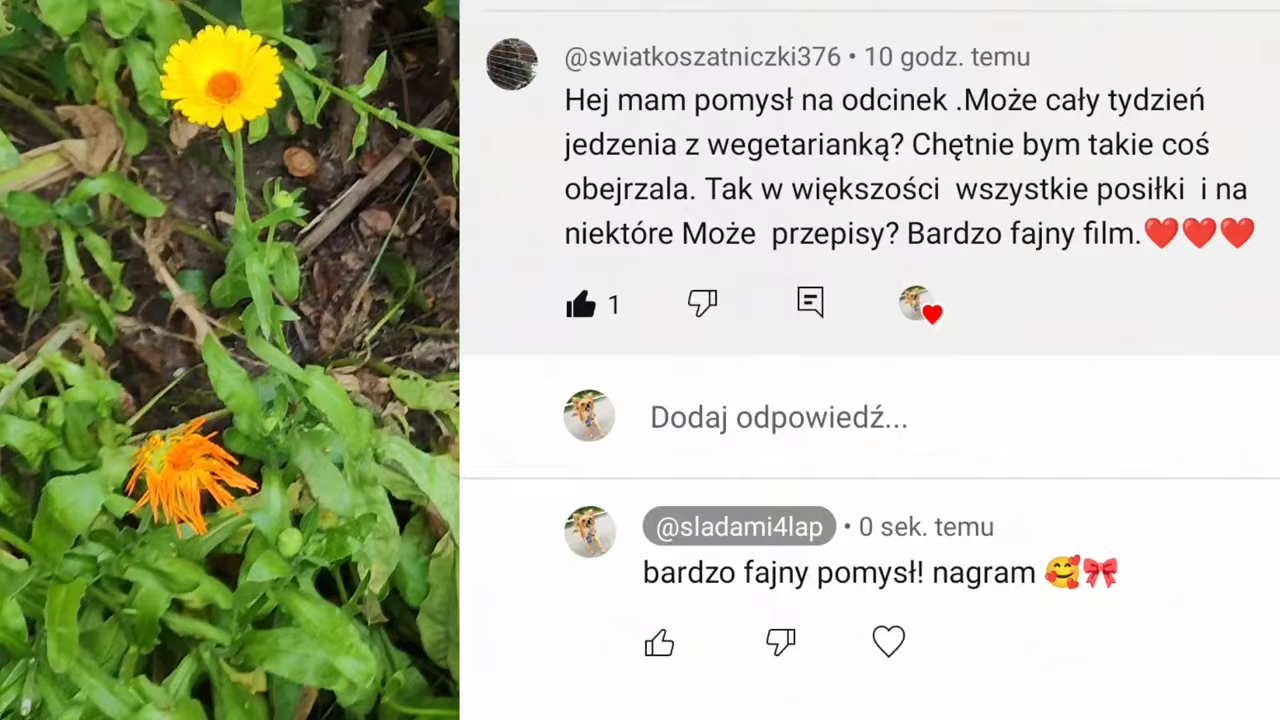 @swiatkoszatniczki376 • 10 godz. temu
Hej mam pomysł na odcinek .Może cały tydzień
jedzenia z wegetarianką? Chętnie bym takie coś
obejrzala. Tak w większości  wszystkie posiłki  i na
niektóre Może  przepisy? Bardzo fajny film.❤️❤️❤️
1
Dodaj odpowiedź...
@sladami4lap • 0 sek. temu
bardzo fajny pomysł! nagram 🥰🎀